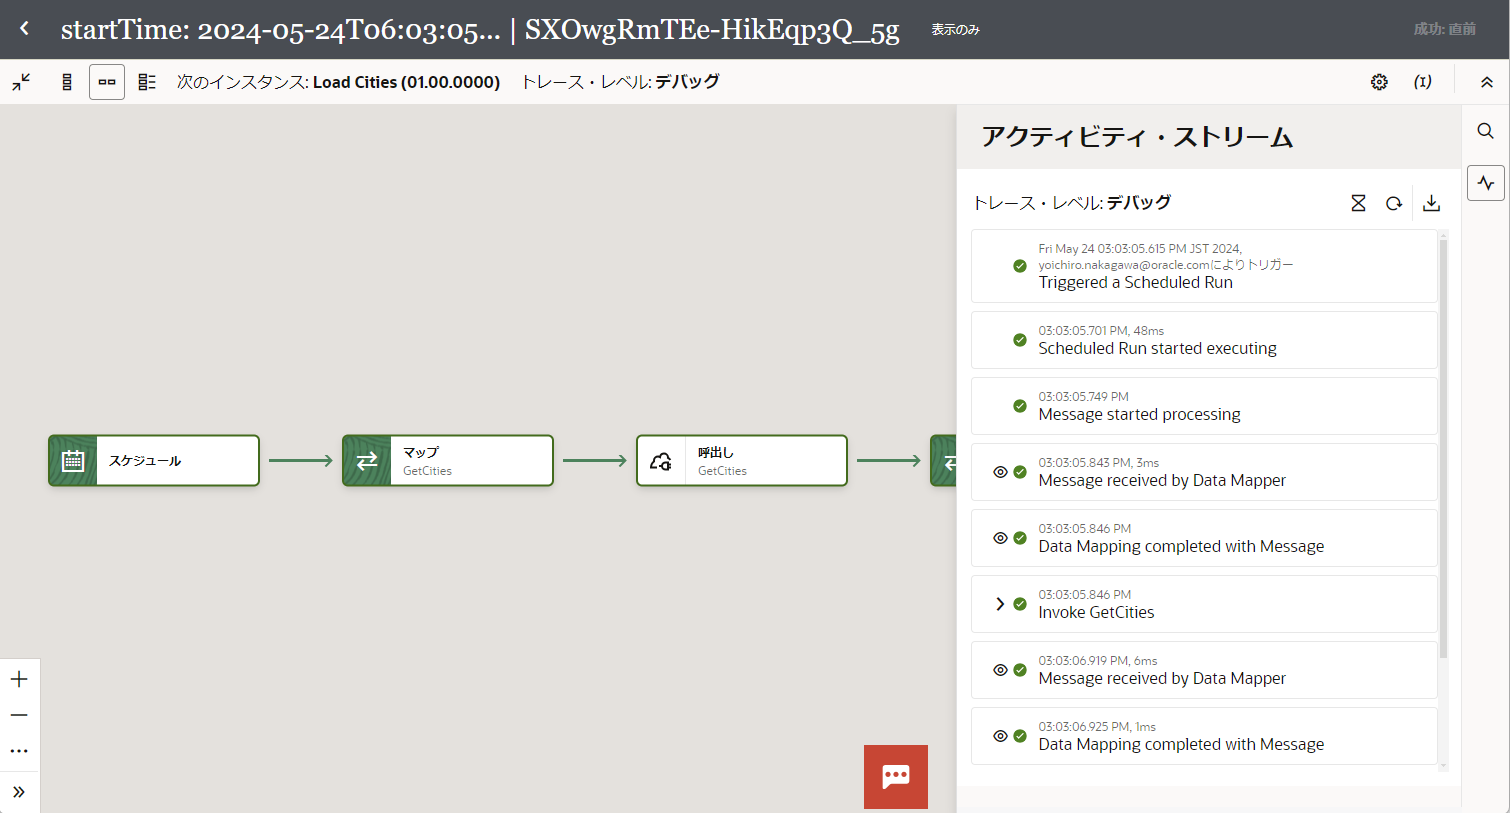 startTime: 2024-05-24T06:03:05... | SXOwgRmTEe-HikEqp3Q_5g 表示のみ 成功: 直前
次のインスタンス: Load Cities (01.00.0000) トレース・レベル: デバッグ (I)
アクティビティ・ストリーム
トレース・レベル: デバッグ
Fri May 24 03:03:05.615 PM JST 2024,
yoichiro.nakagawa@oracle.comによりトリガー
Triggered a Scheduled Run
03:03:05.701 PM, 48ms
Scheduled Run started executing
03:03:05.749 PM
Message started processing
03:03:05.843 PM, 3ms
Message received by Data Mapper
03:03:05.846 PM
Data Mapping completed with Message
03:03:05.846 PM
Invoke GetCities
03:03:06.919 PM, 6ms
Message received by Data Mapper
03:03:06.925 PM, 1ms
Data Mapping completed with Message
スケジュール
マップ
GetCities
呼出し
GetCities